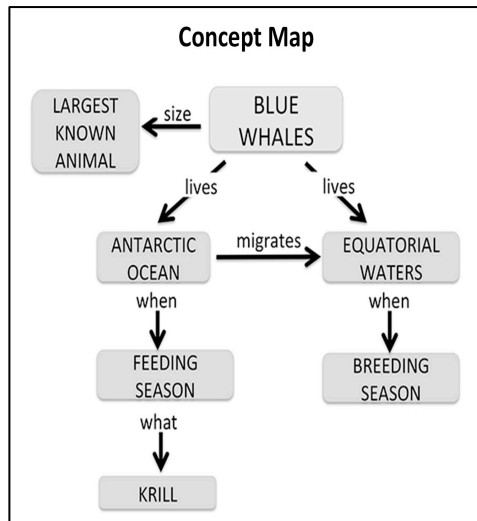 Concept Map
LARGEST
KNOWN
ANIMAL
size
BLUE
WHALES
lives
lives
ANTARCTIC
OCEAN
migrates
EQUATORIAL
WATERS
when
when
FEEDING
SEASON
BREEDING
SEASON
what
KRILL